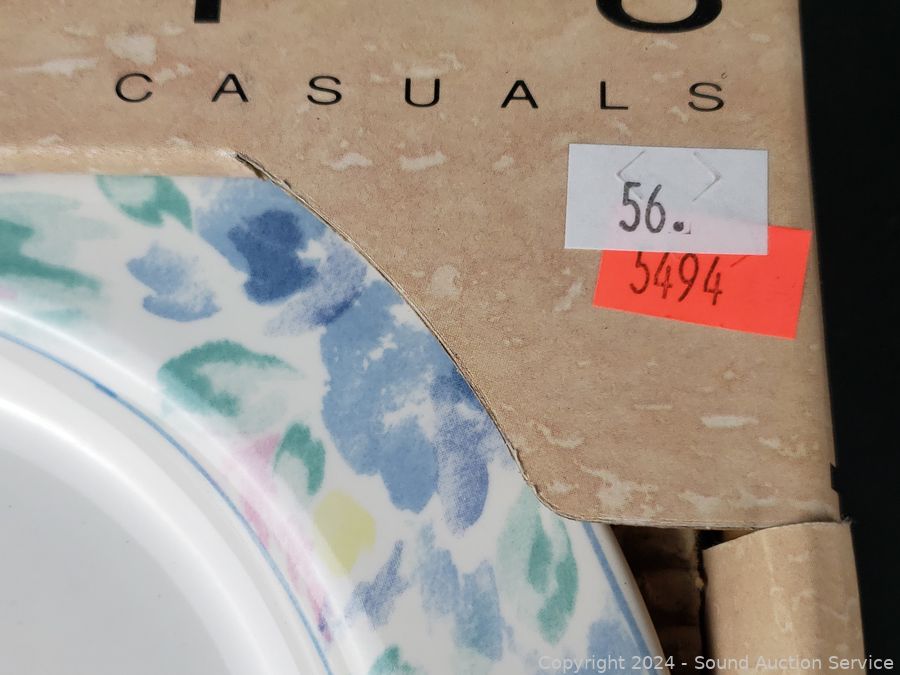 CASUALS
56.
5494
Copyright 2024 - Sound Auction Service